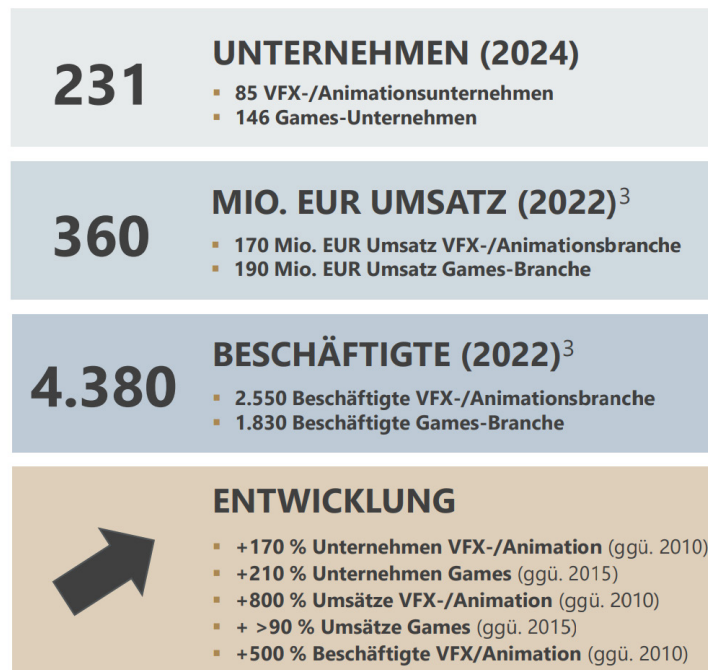 231
UNTERNEHMEN (2024)
▪ 85 VFX-/Animationsunternehmen
▪ 146 Games-Unternehmen
360
MIO. EUR UMSATZ (2022)³
▪ 170 Mio. EUR Umsatz VFX-/Animationsbranche
▪ 190 Mio. EUR Umsatz Games-Branche
4.380
BESCHÄFTIGTE (2022)³
▪ 2.550 Beschäftigte VFX-/Animationsbranche
▪ 1.830 Beschäftigte Games-Branche
ENTWICKLUNG
▪ +170 % Unternehmen VFX-/Animation (ggü. 2010)
▪ +210 % Unternehmen Games (ggü. 2015)
▪ +800 % Umsätze VFX-/Animation (ggü. 2010)
▪ + >90 % Umsätze Games (ggü. 2015)
▪ +500 % Beschäftigte VFX/Animation (ggü. 2010)